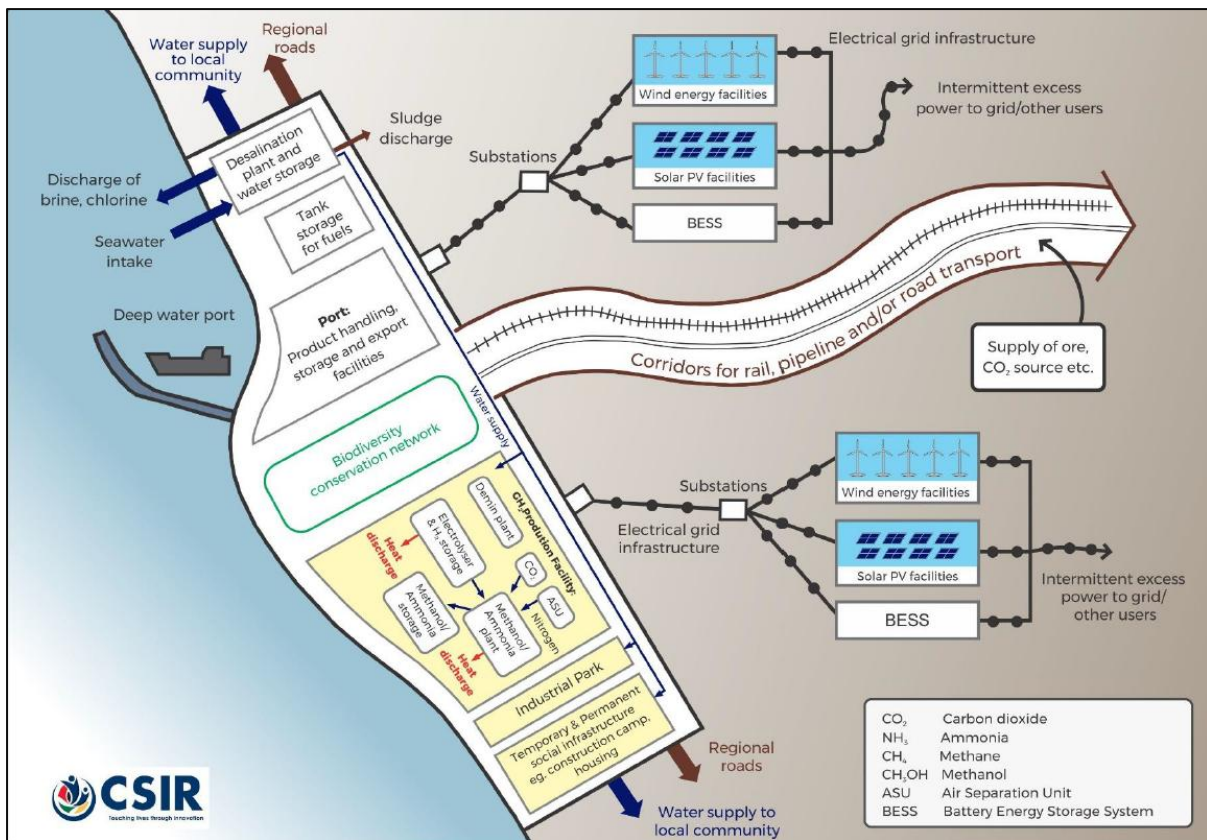 Water supply
to local
community
Regional
roads
Desalination
plant and
water storage
Sludge
discharge
Discharge of
brine, chlorine
Seawater
intake
Tank
storage
for fuels
Deep water port
Port:
Product handling,
storage and export
facilities
Biodiversity
conservation network
Water supply
Substations
Wind energy facilities
Solar PV facilities
BESS
Electrical grid infrastructure
Intermittent excess
power to grid/other users
Corridors for rail, pipeline and/or road transport
Supply of ore,
CO₂ source etc.
GH₂Production Facility:
Demin plant
Electrolyser
& H₂ storage
Heat
discharge
CO₂
ASU
Nitrogen
Methanol/
Ammonia
plant
Methanol/
Ammonia
storage
Heat
discharge
Industrial Park
Temporary & Permanent
social infrastructure
eg. construction camp,
housing
Regional
roads
Water supply to
local community
Electrical grid
infrastructure
Substations
Wind energy facilities
Solar PV facilities
BESS
Intermittent excess
power to grid/
other users
CO₂ Carbon dioxide
NH₃ Ammonia
CH₄ Methane
CH₃OH Methanol
ASU Air Separation Unit
BESS Battery Energy Storage System
CSIR
Touching lives through innovation